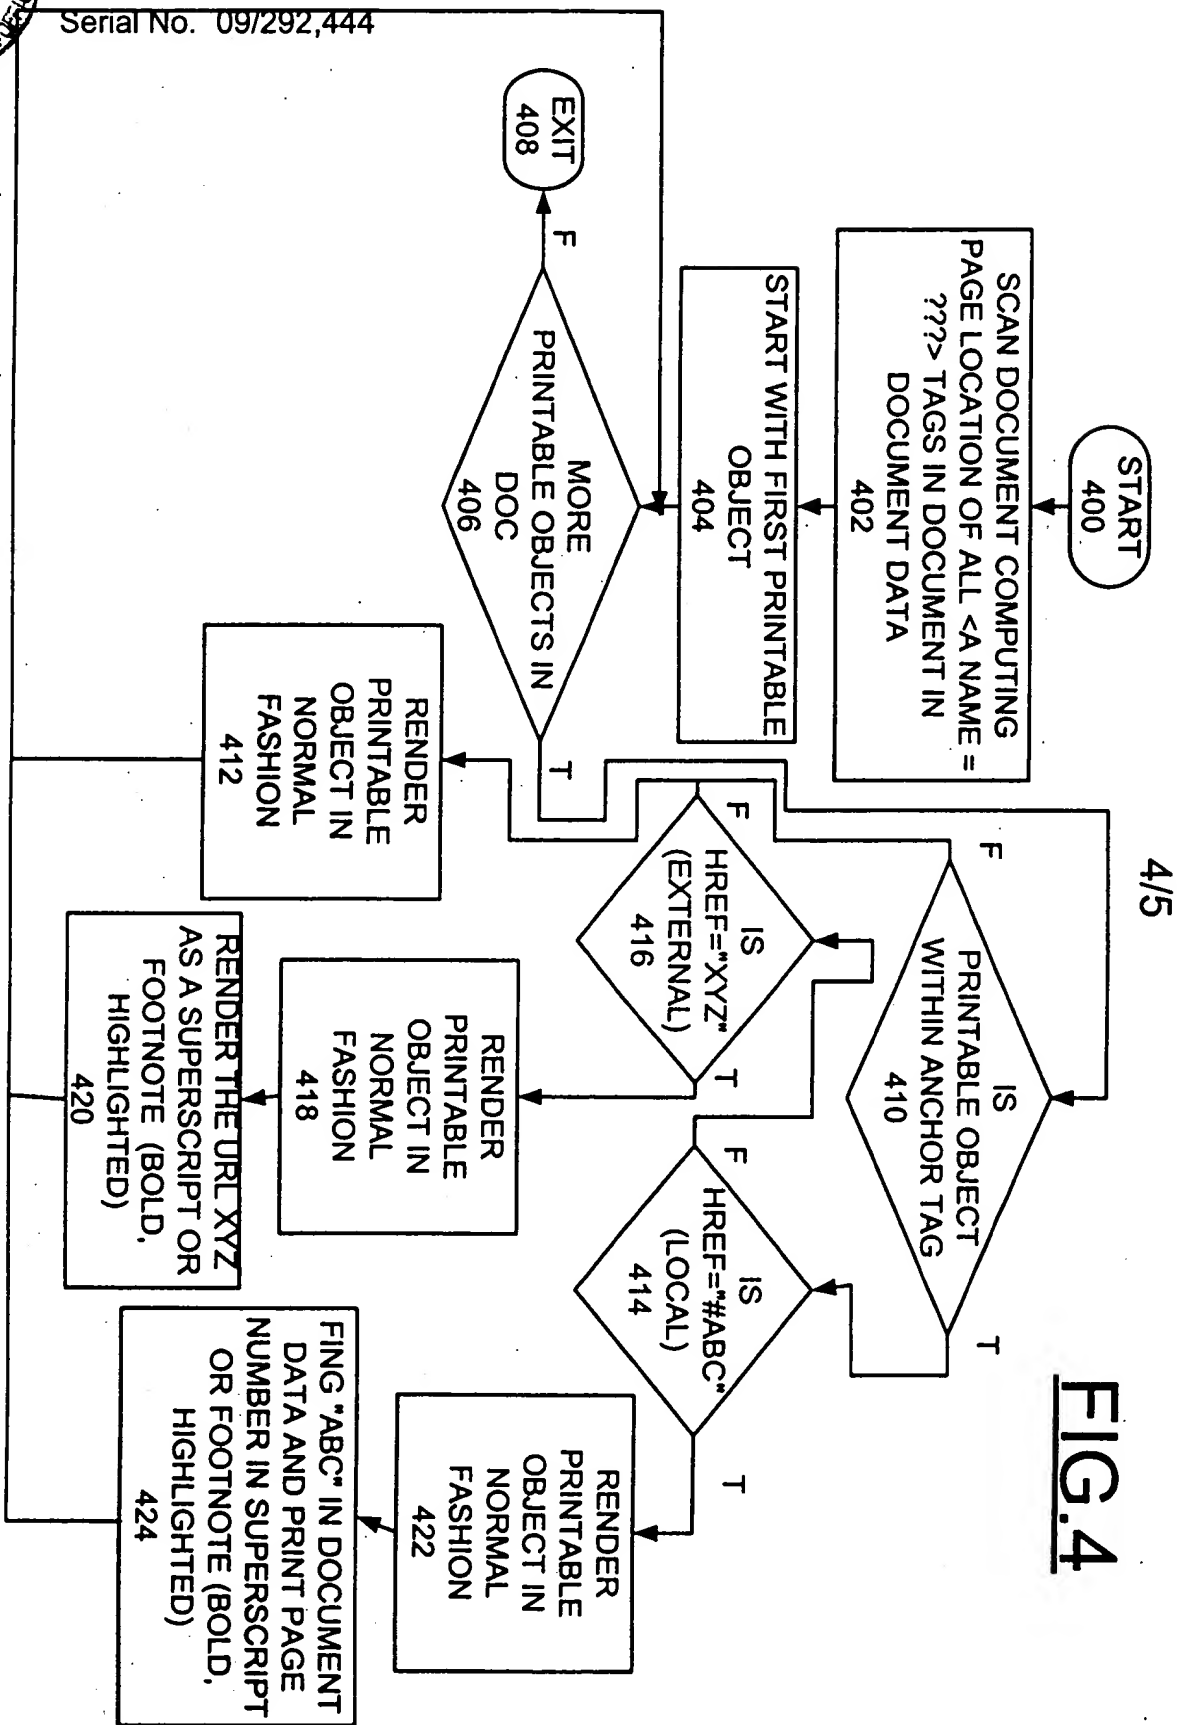 Serial No. 09/292,444
4/5
FIG.4
START
400
SCAN DOCUMENT COMPUTING
PAGE LOCATION OF ALL <A NAME =
???> TAGS IN DOCUMENT IN
DOCUMENT DATA
402
START WITH FIRST PRINTABLE
OBJECT
404
MORE
PRINTABLE OBJECTS IN
DOC
406
F
T
EXIT
408
IS
PRINTABLE OBJECT
WITHIN ANCHOR TAG
410
F
T
RENDER
PRINTABLE
OBJECT IN
NORMAL
FASHION
412
IS
HREF="#ABC"
(LOCAL)
414
F
T
IS
HREF="XYZ"
(EXTERNAL)
416
F
T
RENDER
PRINTABLE
OBJECT IN
NORMAL
FASHION
418
RENDER THE URL XYZ
AS A SUPERSCRIPT OR
FOOTNOTE (BOLD,
HIGHLIGHTED)
420
RENDER
PRINTABLE
OBJECT IN
NORMAL
FASHION
422
FING "ABC" IN DOCUMENT
DATA AND PRINT PAGE
NUMBER IN SUPERSCRIPT
OR FOOTNOTE (BOLD,
HIGHLIGHTED)
424